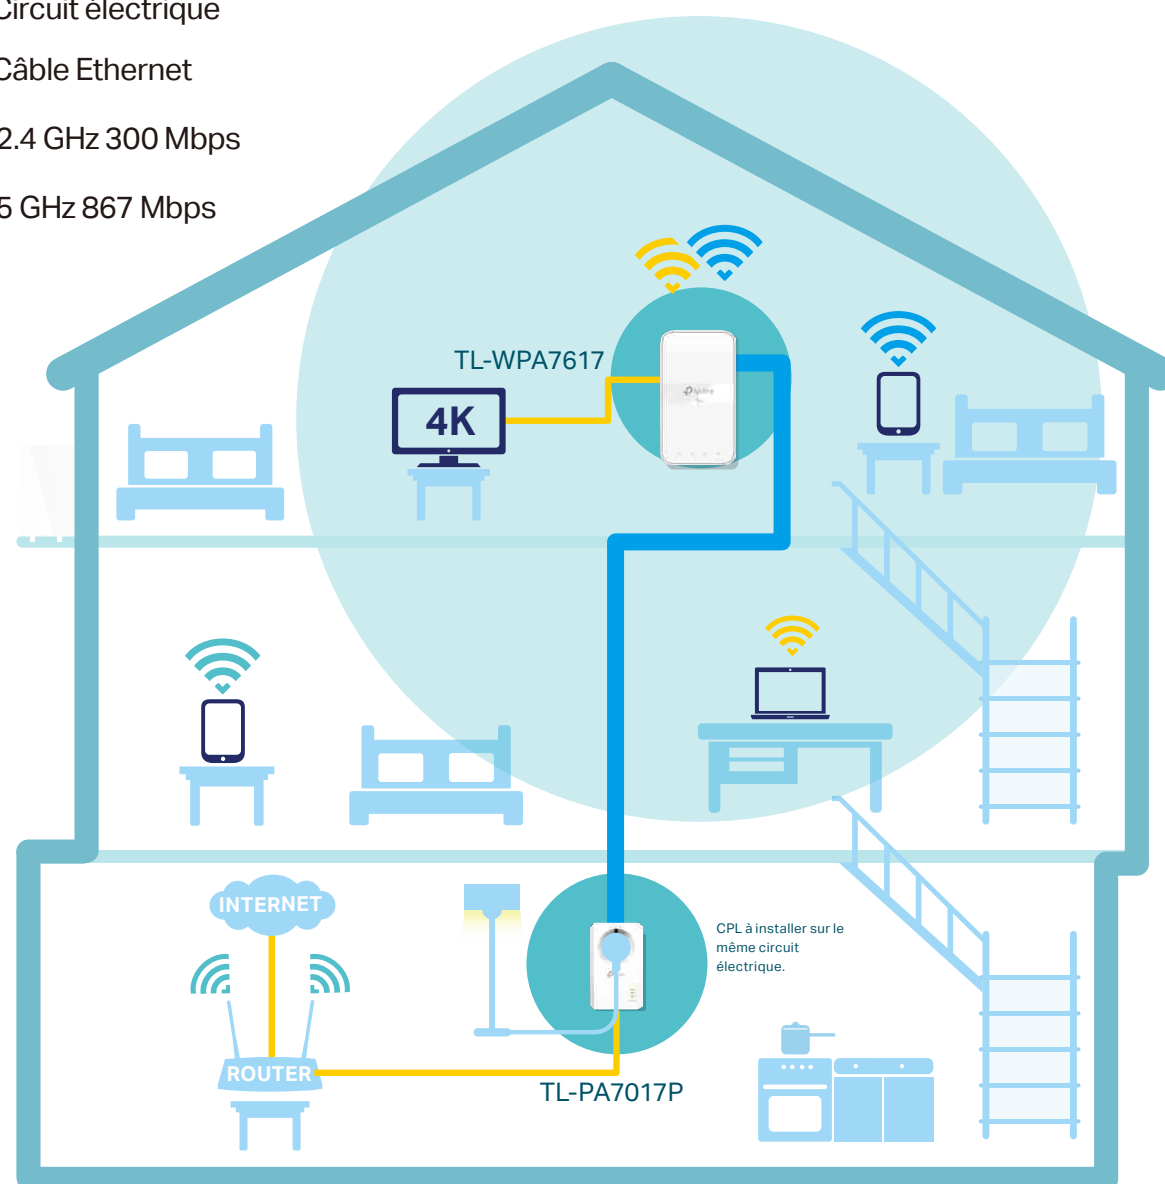 Circuit électrique
Câble Ethernet
2.4 GHz 300 Mbps
5 GHz 867 Mbps
TL-WPA7617
4K
INTERNET
CPL à installer sur le
même circuit
électrique.
ROUTER
TL-PA7017P